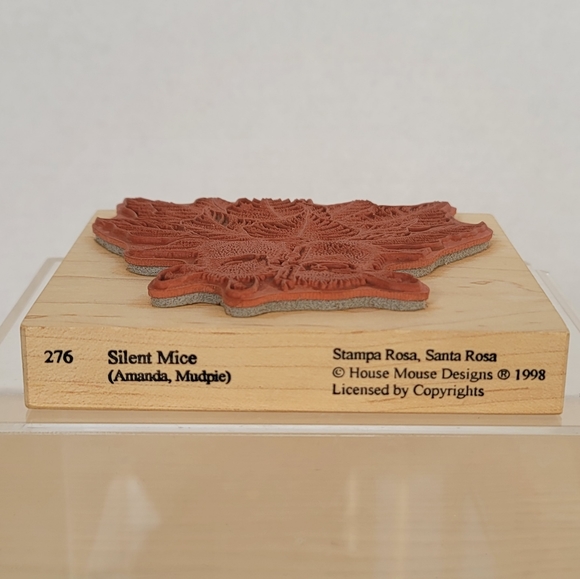 276
Silent Mice
(Amanda, Mudpie)
Stampa Rosa, Santa Rosa
© House Mouse Designs ® 1998
Licensed by Copyrights